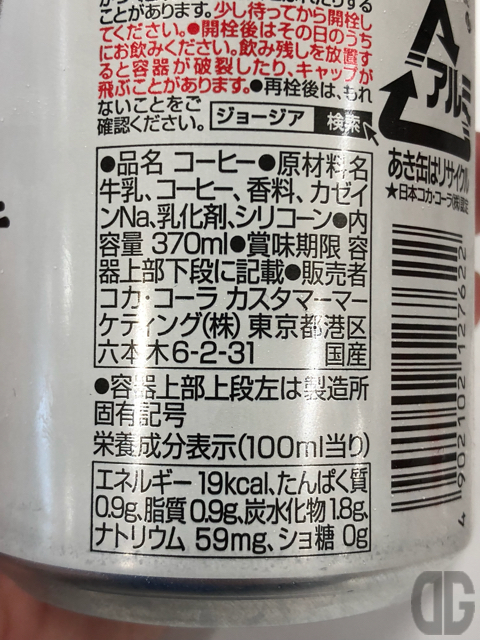 ことがあります。少し待ってから開栓し
てください。●開栓後はその日のうち
にお飲みください。飲み残しを放置す
ると容器が破裂したり、キャップが
飛ぶことがあります。●再栓後は、もれ
ないことをご
確認ください。
ジョージア 検索
アルミ
あき缶はリサイクル
★日本コカ・コーラ(株)認定
●品名 コーヒー●原材料名
牛乳、コーヒー、香料、カゼイ
ンNa、乳化剤、シリコーン●内
容量 370ml●賞味期限 容
器上部下段に記載●販売者
コカ・コーラ カスタマーマー
ケティング(株) 東京都港区
六本木6-2-31 国産
●容器上部上段左は製造所
固有記号
栄養成分表示(100ml当り)
エネルギー 19kcal、たんぱく質
0.9g、脂質 0.9g、炭水化物 1.8g、
ナトリウム 59mg、ショ糖 0g
4 902102 127622
DG